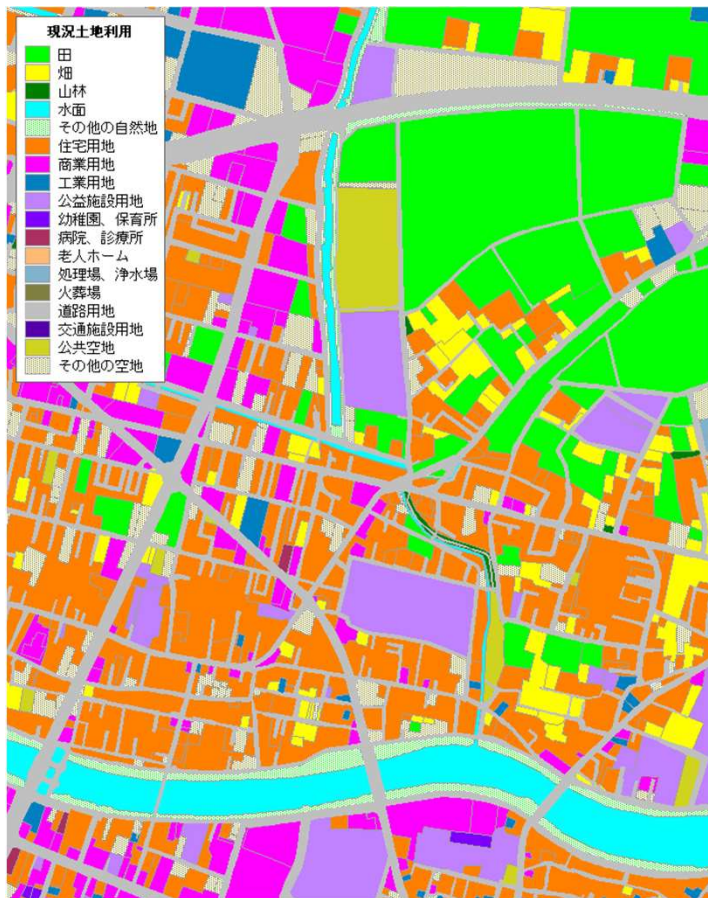 現況土地利用
田
畑
山林
水面
その他の自然地
住宅用地
商業用地
工業用地
公益施設用地
幼稚園、保育所
病院、診療所
老人ホーム
処理場、浄水場
火葬場
道路用地
交通施設用地
公共空地
その他の空地